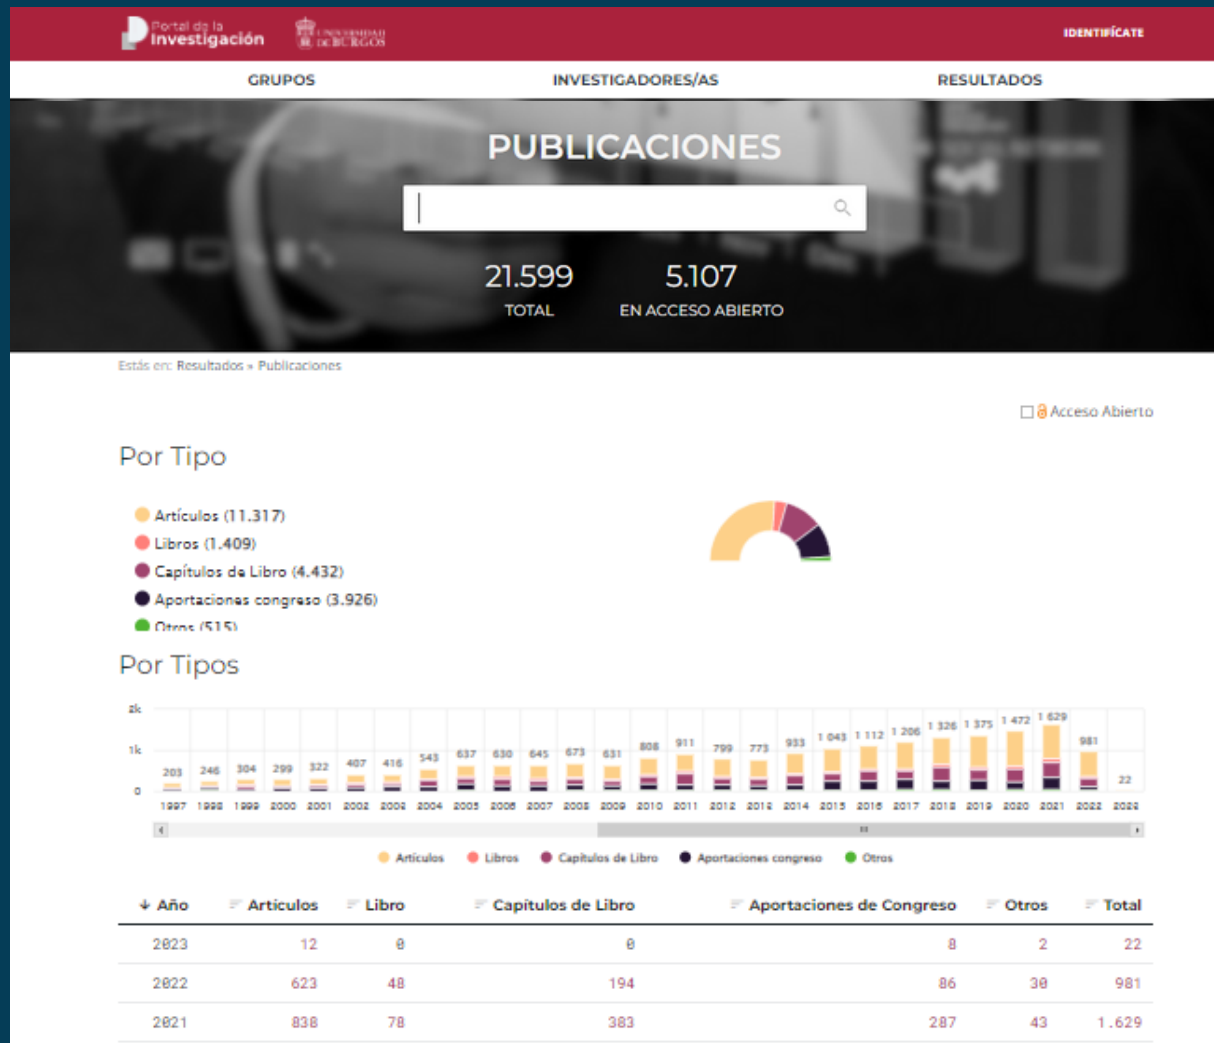 Portal de la
Investigación
UNIVERSIDAD
DE BURGOS
IDENTIFÍCATE
GRUPOS INVESTIGADORES/AS RESULTADOS
PUBLICACIONES
21.599 5.107
TOTAL EN ACCESO ABIERTO
Estás en: Resultados » Publicaciones
Acceso Abierto
Por Tipo
Artículos (11.317)
Libros (1.409)
Capítulos de Libro (4.432)
Aportaciones congreso (3.926)
Otros (515)
Por Tipos
2k
1k
0
203 246 304 299 322 407 416 543 637 630 645 673 631 808 911 799 773 933 1 043 1 112 1 206 1 326 1 375 1 472 1 629 981 22
1997 1998 1999 2000 2001 2002 2003 2004 2005 2006 2007 2008 2009 2010 2011 2012 2013 2014 2015 2016 2017 2018 2019 2020 2021 2022 2023
Artículos Libros Capítulos de Libro Aportaciones congreso Otros
Año Artículos Libro Capítulos de Libro Aportaciones de Congreso Otros Total
2023 12 0 0 8 2 22
2022 623 48 194 86 30 981
2021 838 78 383 287 43 1.629